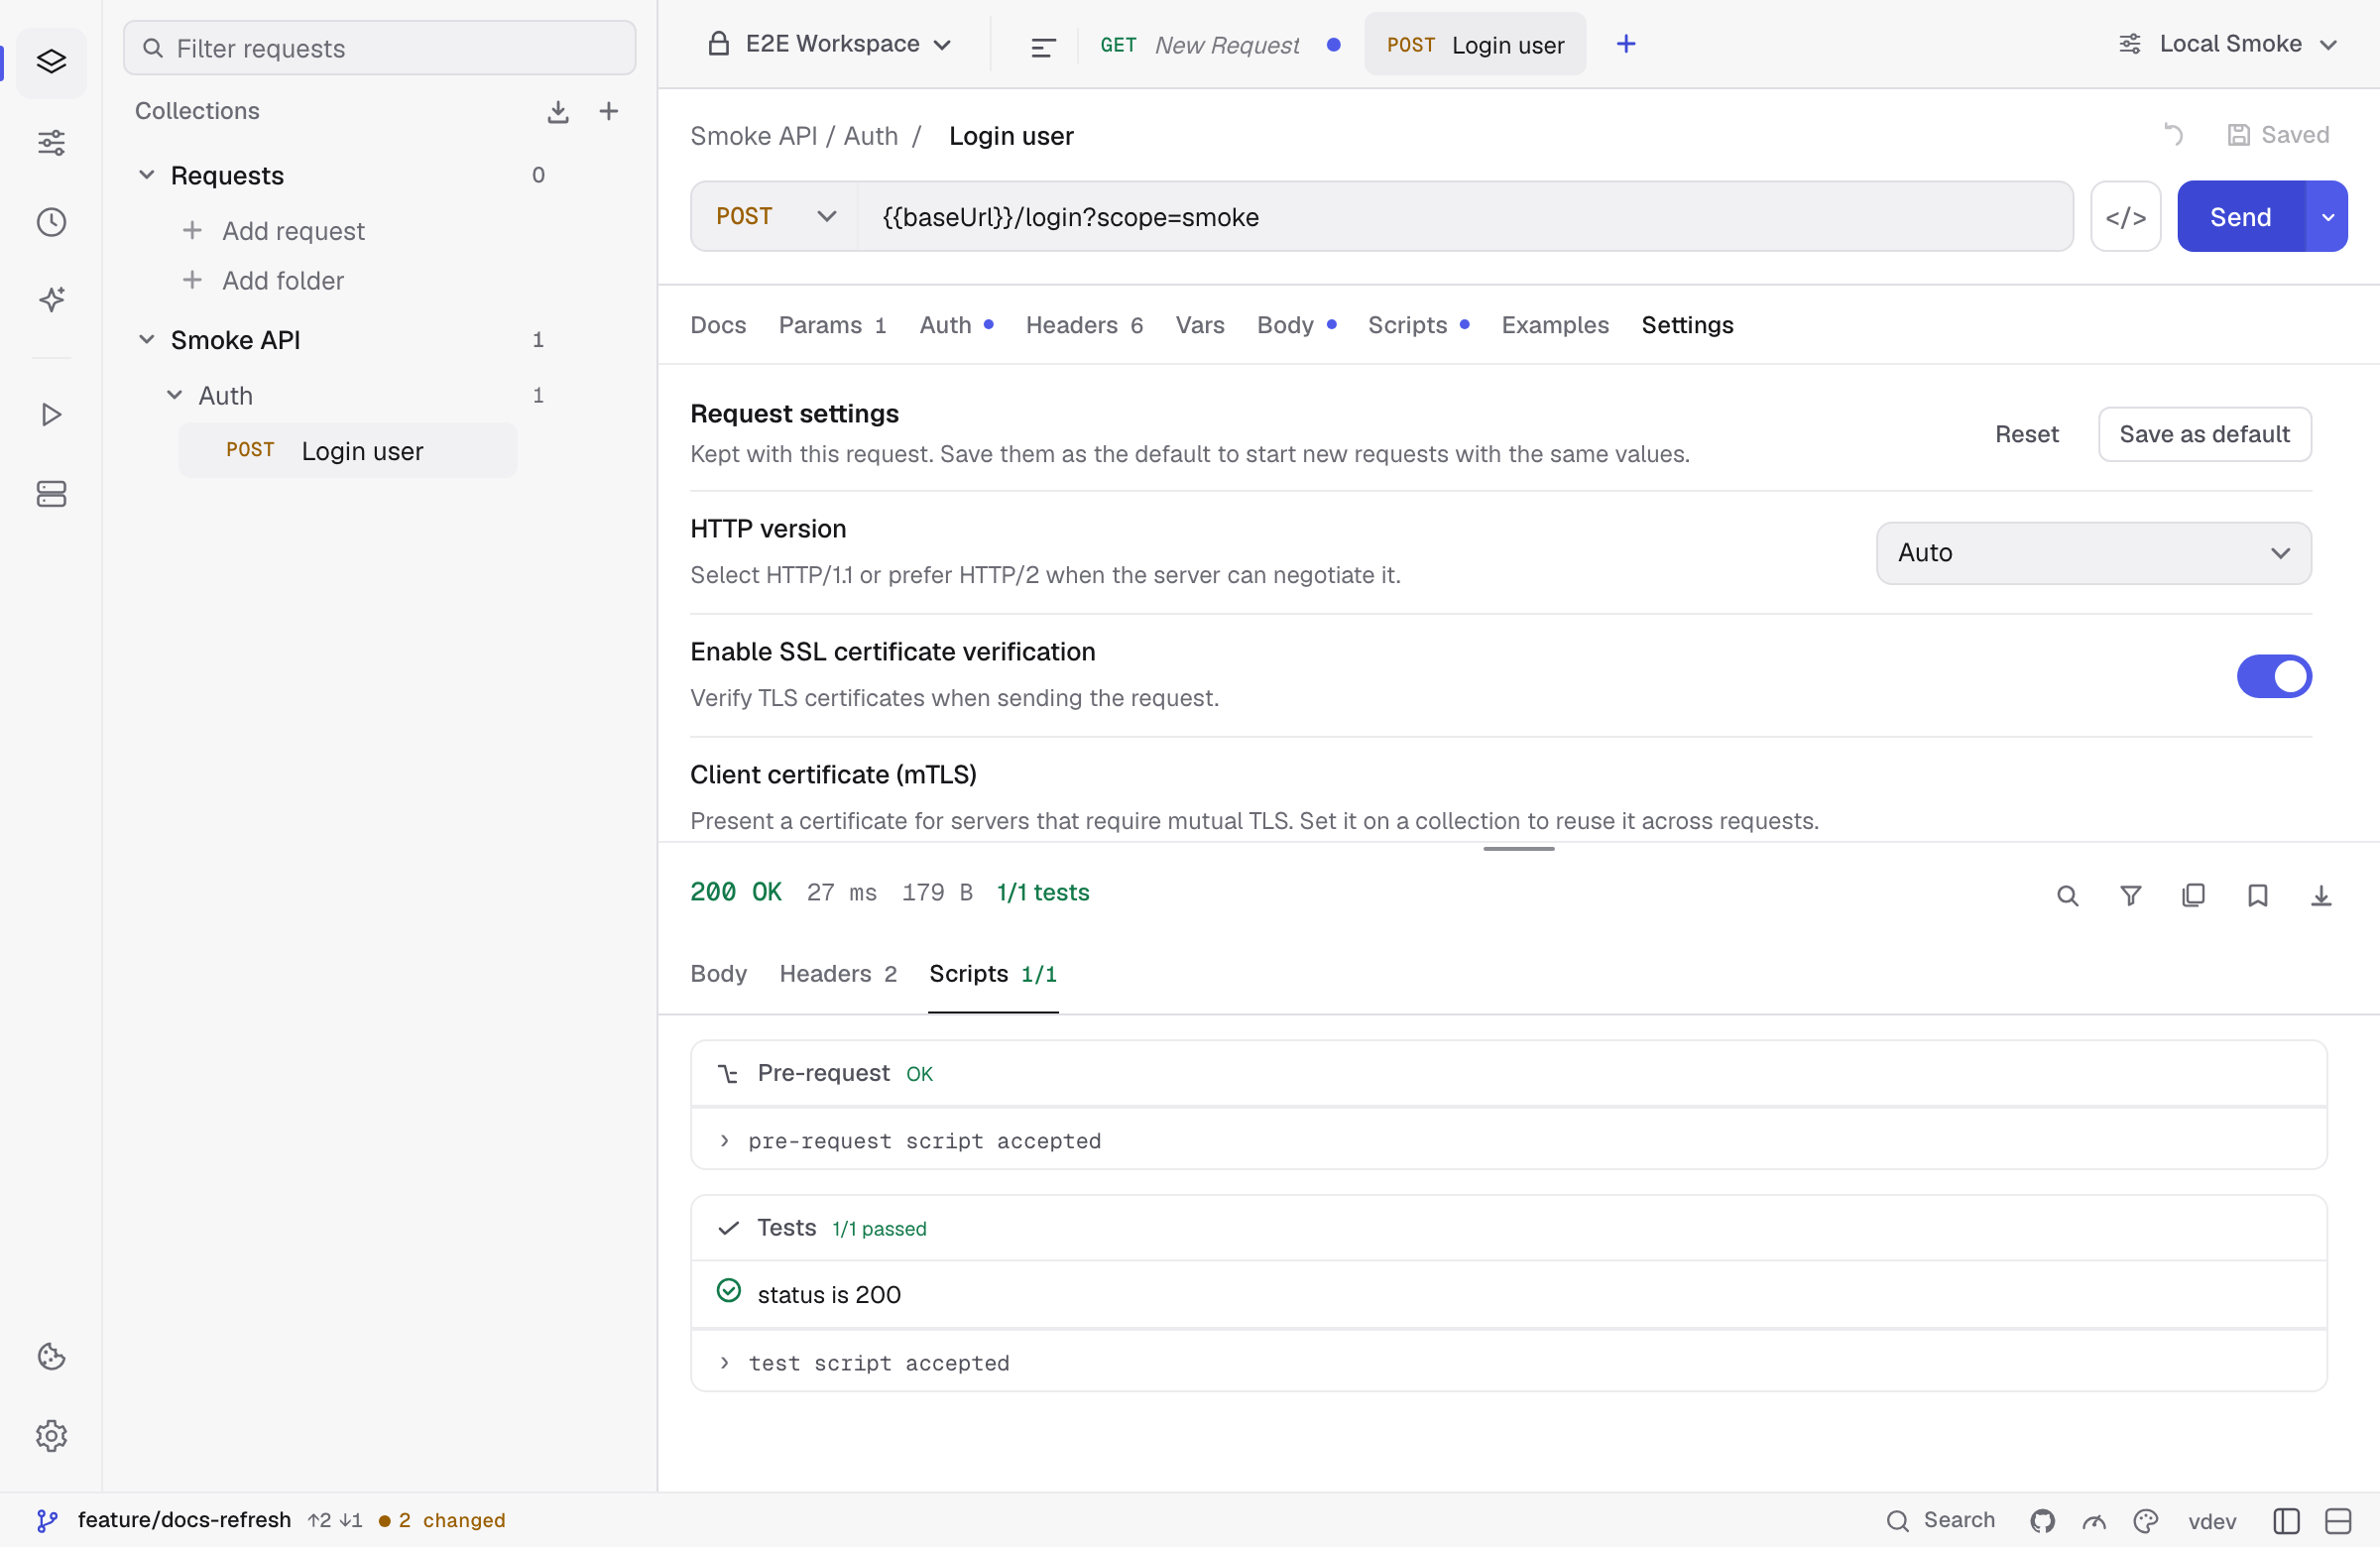 Filter requests
Collections
Requests 0
Add request
Add folder
Smoke API 1
Auth 1
POST Login user
E2E Workspace
GET New Request
POST Login user
Local Smoke
Smoke API / Auth / Login user
Saved
POST {{baseUrl}}/login?scope=smoke
</>
Send
Docs Params 1 Auth Headers 6 Vars Body Scripts Examples Settings
Request settings
Kept with this request. Save them as the default to start new requests with the same values.
Reset
Save as default
HTTP version
Select HTTP/1.1 or prefer HTTP/2 when the server can negotiate it.
Auto
Enable SSL certificate verification
Verify TLS certificates when sending the request.
Client certificate (mTLS)
Present a certificate for servers that require mutual TLS. Set it on a collection to reuse it across requests.
200 OK 27 ms 179 B 1/1 tests
Body Headers 2 Scripts 1/1
Pre-request OK
› pre-request script accepted
Tests 1/1 passed
status is 200
› test script accepted
feature/docs-refresh ↑2 ↓1 2 changed
Search
vdev